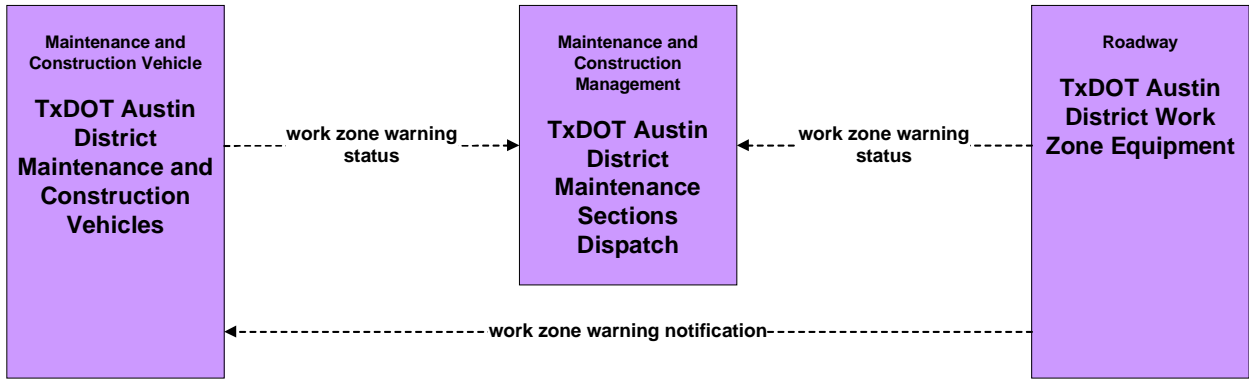 Maintenance and
Construction Vehicle
TxDOT Austin
District
Maintenance and
Construction
Vehicles
work zone warning
status
Maintenance and
Construction
Management
TxDOT Austin
District
Maintenance
Sections
Dispatch
work zone warning
status
Roadway
TxDOT Austin
District Work
Zone Equipment
work zone warning notification